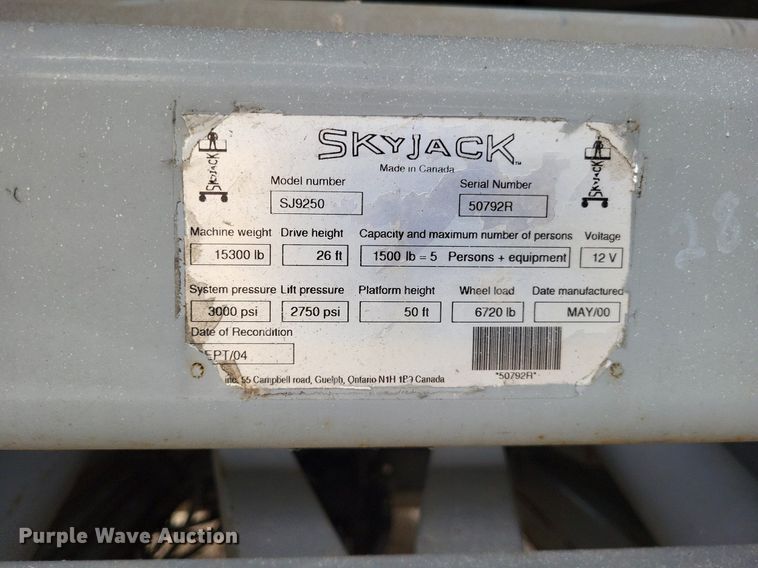 SKYJACK™
Made in Canada
SKYJACK
SKYJACK
Model number Serial Number
SJ9250 50792R
Machine weight Drive height Capacity and maximum number of persons Voltage
15300 lb 26 ft 1500 lb = 5 Persons + equipment 12 V
System pressure Lift pressure Platform height Wheel load Date manufactured
3000 psi 2750 psi 50 ft 6720 lb MAY/00
Date of Recondition
EPT/04
inc. 55 Campbell road, Guelph, Ontario N1H 1B9 Canada
*50792R*
28
Purple Wave Auction